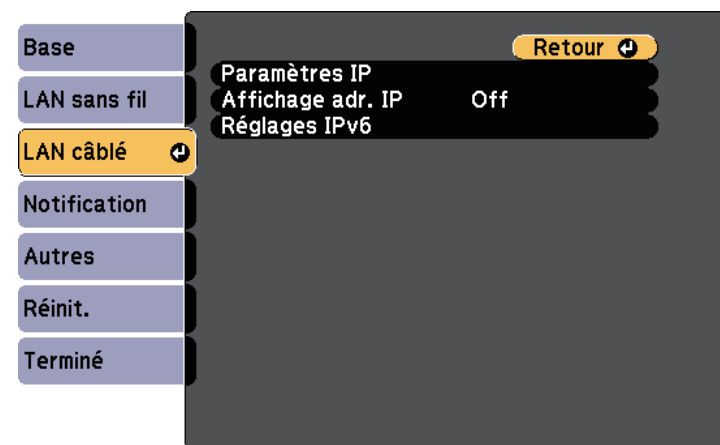 Base
LAN sans fil
LAN câblé
Notification
Autres
Réinit.
Terminé
Retour
Paramètres IP
Affichage adr. IP Off
Réglages IPv6